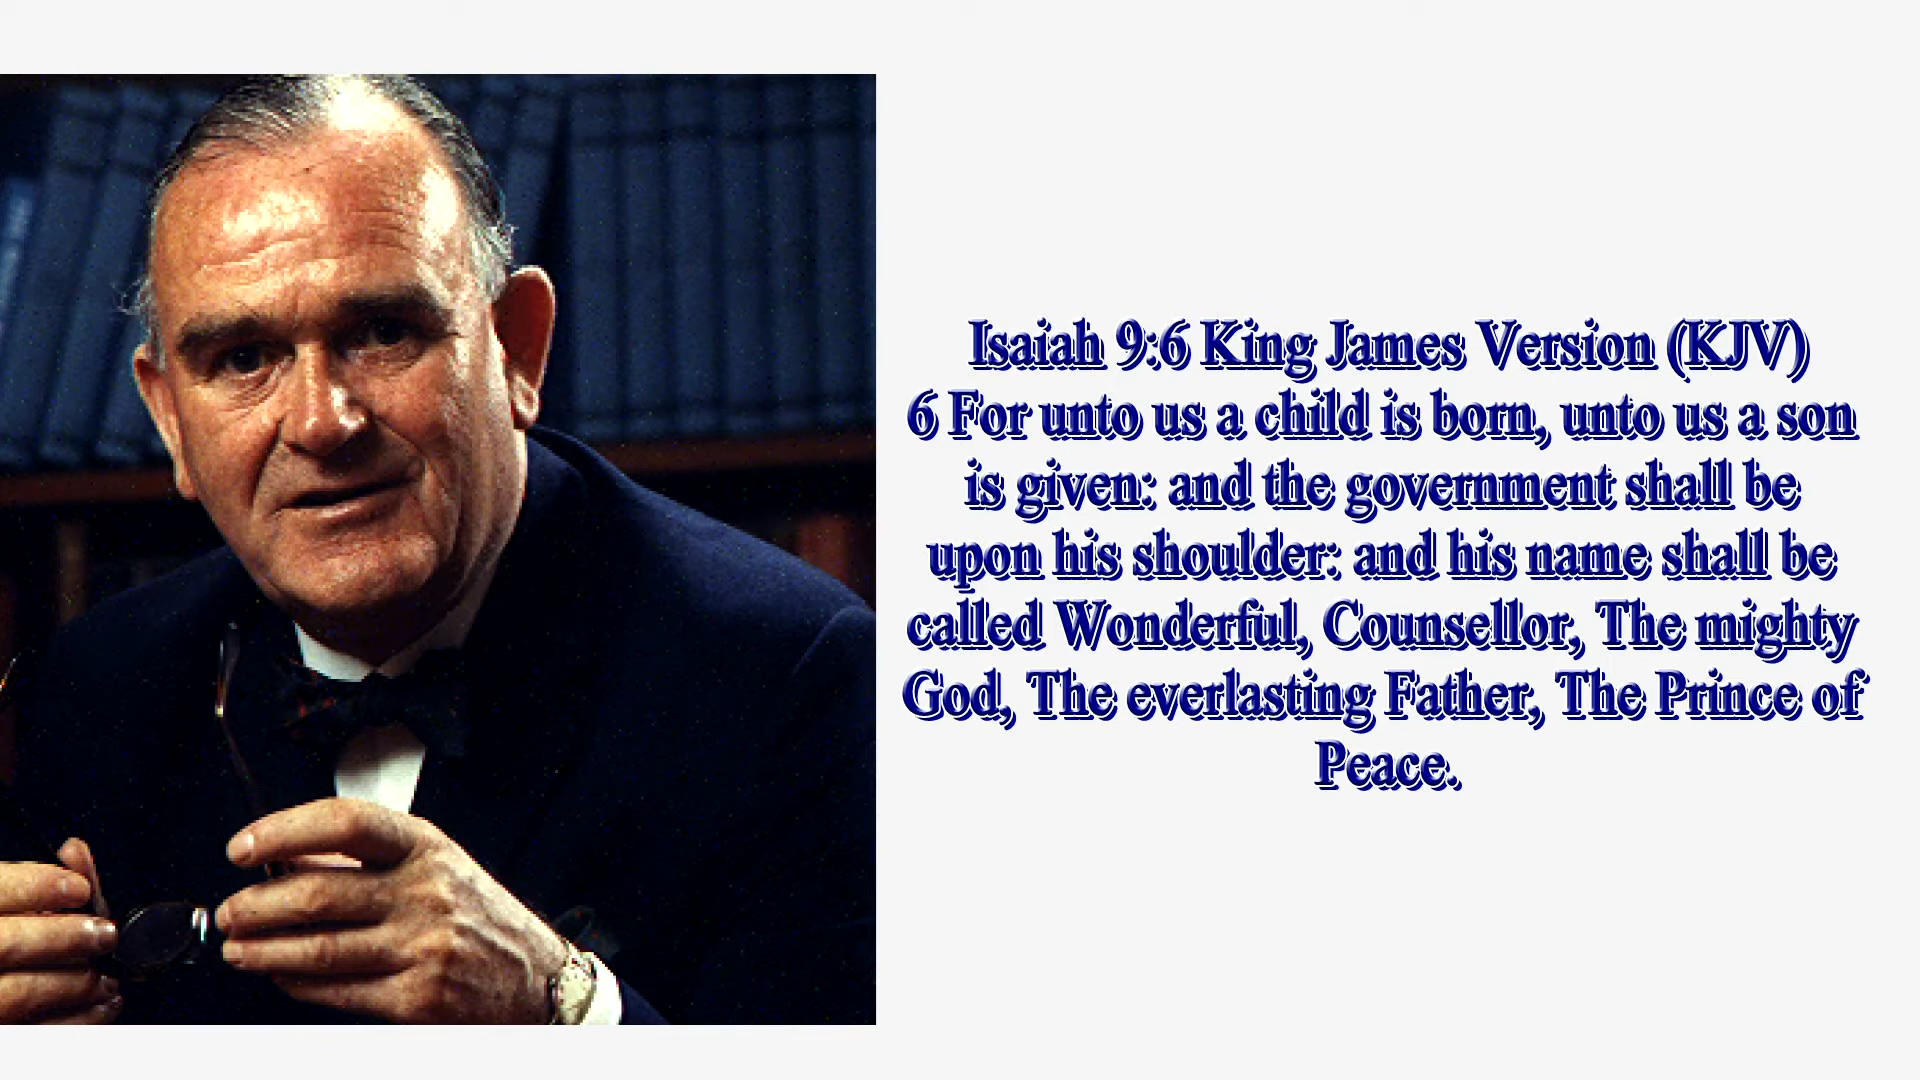 Isaiah 9:6 King James Version (KJV)
6 For unto us a child is born, unto us a son
is given: and the government shall be
upon his shoulder: and his name shall be
called Wonderful, Counsellor, The mighty
God, The everlasting Father, The Prince of
Peace.